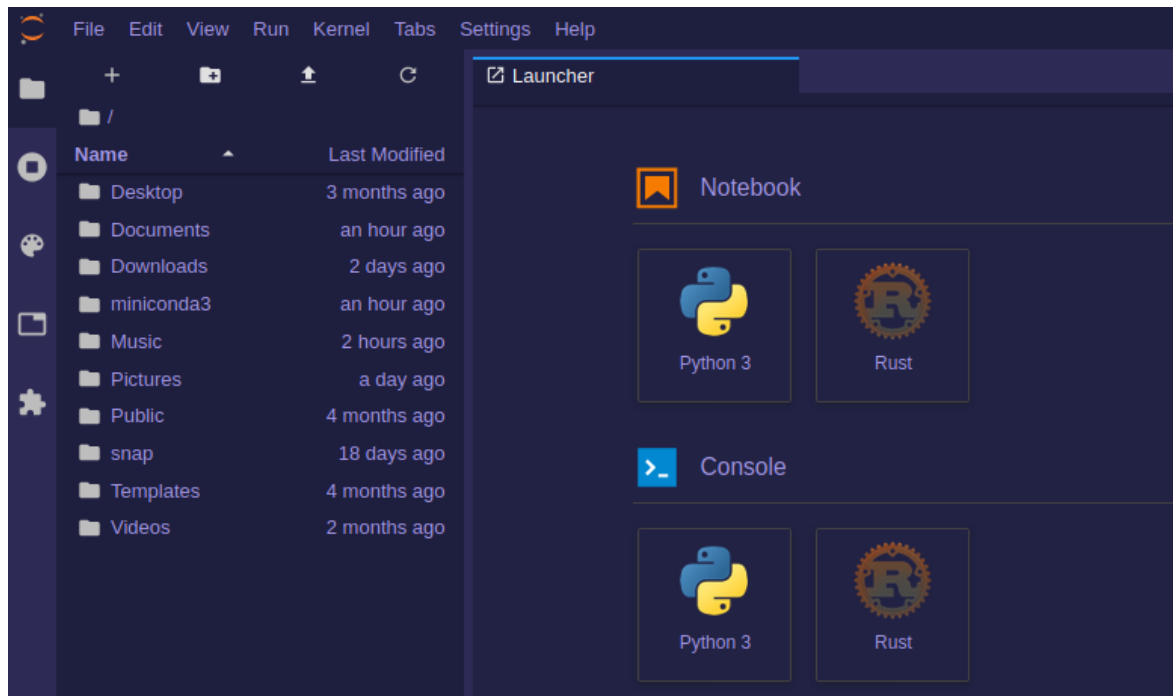 File Edit View Run Kernel Tabs Settings Help
Launcher
/
Name Last Modified
Desktop 3 months ago
Documents an hour ago
Downloads 2 days ago
miniconda3 an hour ago
Music 2 hours ago
Pictures a day ago
Public 4 months ago
snap 18 days ago
Templates 4 months ago
Videos 2 months ago
Notebook
Python 3 Rust
Console
Python 3 Rust